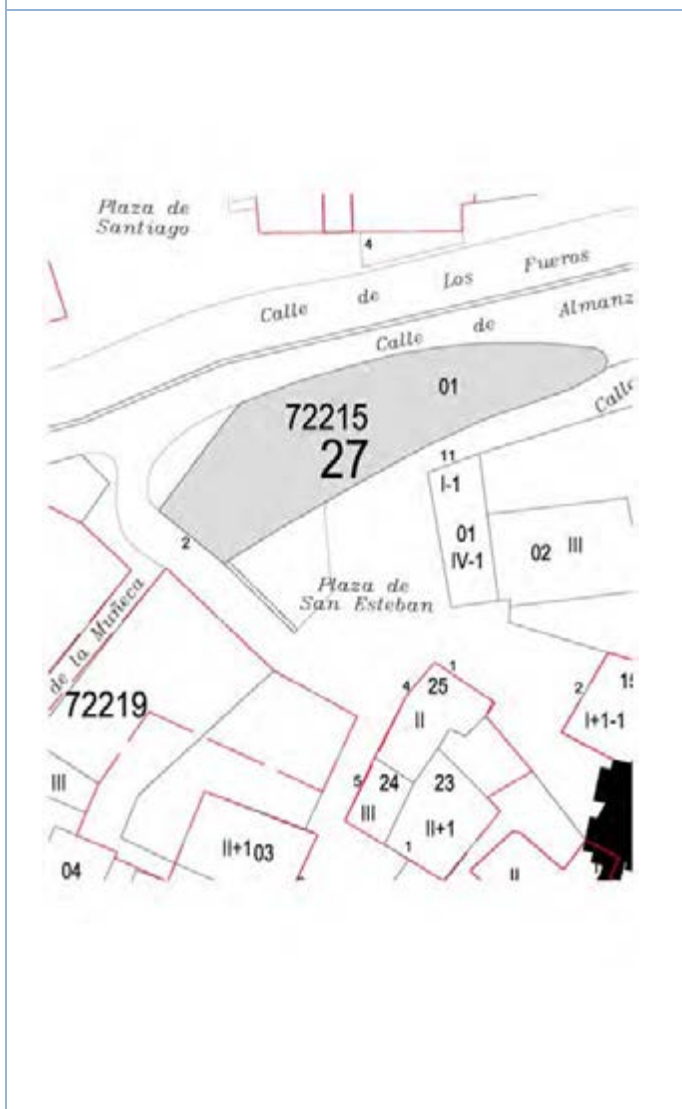 Plaza de
Santiago
4
Calle de Los Fueros
Calle de Almanz
01
72215
27
Calle
11
I-1
01
IV-1
02 III
2
Plaza de
San Esteban
de la Muñeca
72219
1
4 25
II
2
I+1-1
III
5 24
III
23
II+1
1
II+1 03
04
II